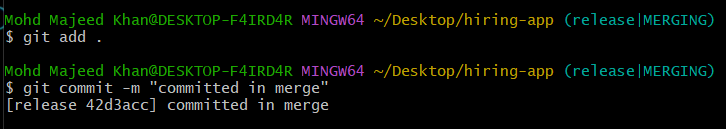 Mohd Majeed Khan@DESKTOP-F4IRD4R MINGW64 ~/Desktop/hiring-app (release|MERGING)
$ git add .
Mohd Majeed Khan@DESKTOP-F4IRD4R MINGW64 ~/Desktop/hiring-app (release|MERGING)
$ git commit -m "committed in merge"
[release 42d3acc] committed in merge